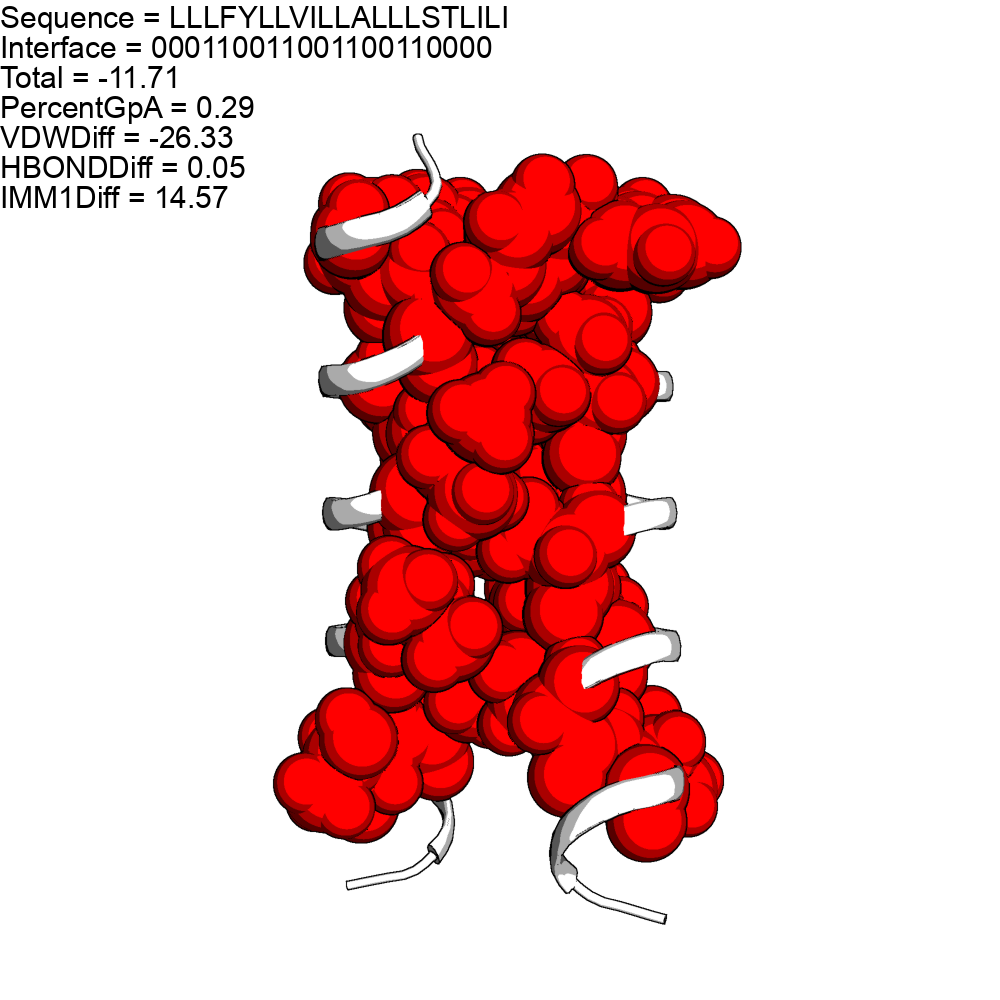 Sequence = LLLFYLLVILLALLLSTLILI
Interface = 000110011001100110000
Total = -11.71
PercentGpA = 0.29
VDWDiff = -26.33
HBONDDiff = 0.05
IMM1Diff = 14.57